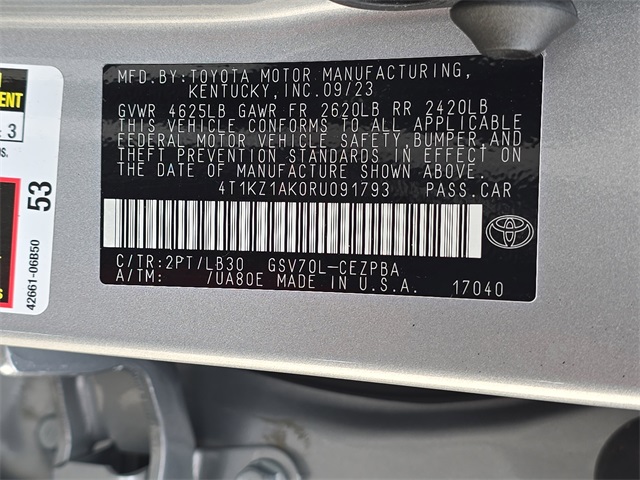 MFD.BY:TOYOTA MOTOR MANUFACTURING,
KENTUCKY,INC.09/23
GVWR 4625LB GAWR FR 2620LB RR 2420LB
THIS VEHICLE CONFORMS TO ALL APPLICABLE
FEDERAL MOTOR VEHICLE SAFETY,BUMPER,AND
THEFT PREVENTION STANDARDS IN EFFECT ON
THE DATE OF MANUFACTURE SHOWN ABOVE.
4T1KZ1AK0RU091793 PASS.CAR
C/TR:2PT/LB30 GSV70L-CEZPBA
A/TM: /UA80E MADE IN U.S.A. 17040
3
53
42661-06B50